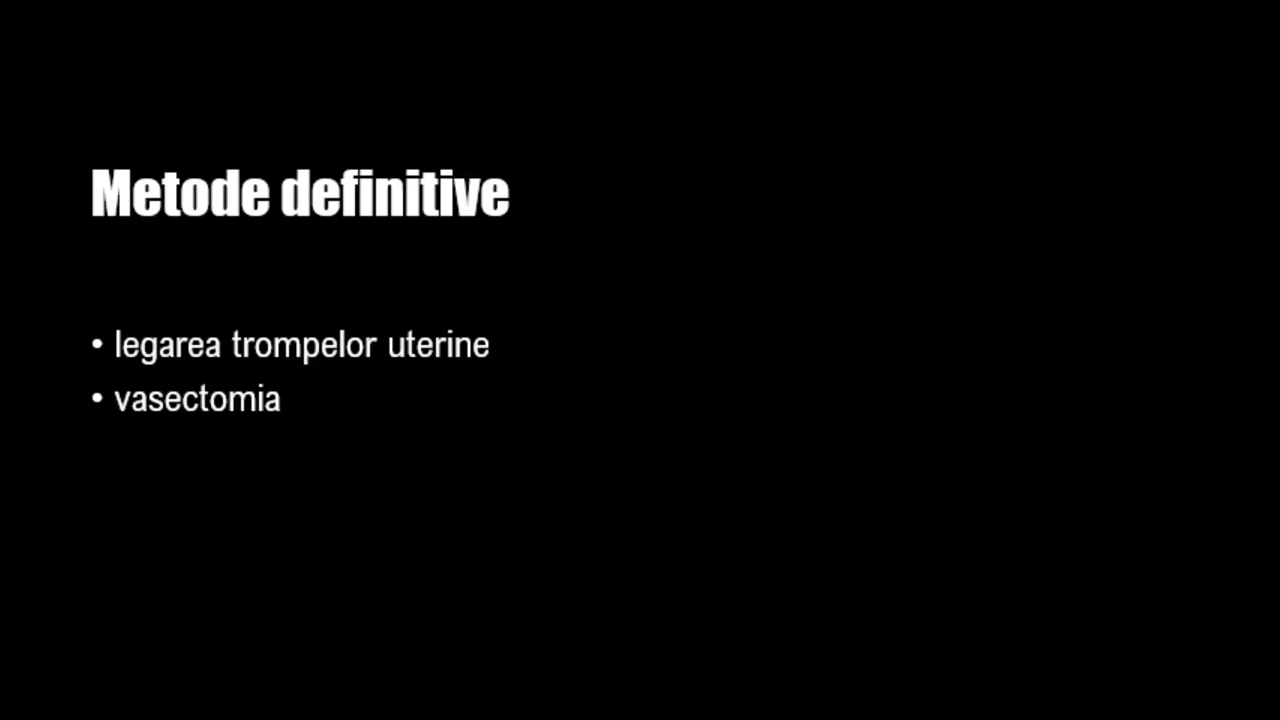 Metode definitive
• legarea trompelor uterine
• vasectomia